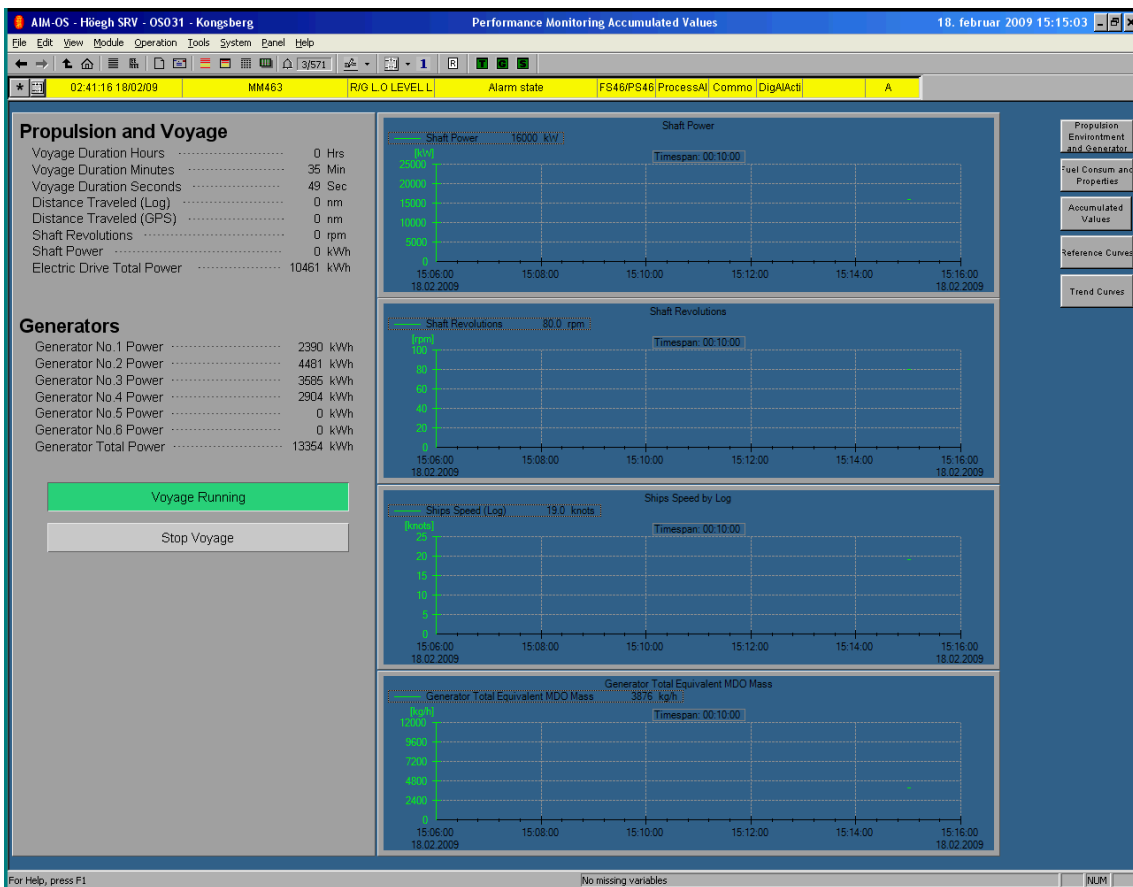 AIM-OS - Höegh SRV - OS031 - Kongsberg Performance Monitoring Accumulated Values 18. februar 2009 15:15:03
File Edit View Module Operation Tools System Panel Help
3/571 1 R T G S
* 02:41:16 18/02/09 MM463 R/G L.O LEVEL L Alarm state FS46/PS46 ProcessAl Commo DigAlActi A
Propulsion and Voyage
Voyage Duration Hours 0 Hrs
Voyage Duration Minutes 35 Min
Voyage Duration Seconds 49 Sec
Distance Traveled (Log) 0 nm
Distance Traveled (GPS) 0 nm
Shaft Revolutions 0 rpm
Shaft Power 0 kWh
Electric Drive Total Power 10461 kWh
Generators
Generator No.1 Power 2390 kWh
Generator No.2 Power 4481 kWh
Generator No.3 Power 3585 kWh
Generator No.4 Power 2904 kWh
Generator No.5 Power 0 kWh
Generator No.6 Power 0 kWh
Generator Total Power 13354 kWh
Voyage Running
Stop Voyage
Shaft Power
Shaft Power 16000 kW
[kW]
Timespan: 00:10:00
25000
20000
15000
10000
5000
0
15:06:00 15:08:00 15:10:00 15:12:00 15:14:00 15:16:00
18.02.2009 18.02.2009
Shaft Revolutions
Shaft Revolutions 80.0 rpm
[rpm]
Timespan: 00:10:00
100
80
60
40
20
0
15:06:00 15:08:00 15:10:00 15:12:00 15:14:00 15:16:00
18.02.2009 18.02.2009
Ships Speed by Log
Ships Speed (Log) 19.0 knots
[knots]
Timespan: 00:10:00
25
20
15
10
5
0
15:06:00 15:08:00 15:10:00 15:12:00 15:14:00 15:16:00
18.02.2009 18.02.2009
Generator Total Equivalent MDO Mass
Generator Total Equivalent MDO Mass 3876 kg/h
[kg/h]
Timespan: 00:10:00
12000
9600
7200
4800
2400
0
15:06:00 15:08:00 15:10:00 15:12:00 15:14:00 15:16:00
18.02.2009 18.02.2009
Propulsion
Environtment
and Generator
Fuel Consum and
Properties
Accumulated
Values
Reference Curves
Trend Curves
For Help, press F1 No missing variables NUM